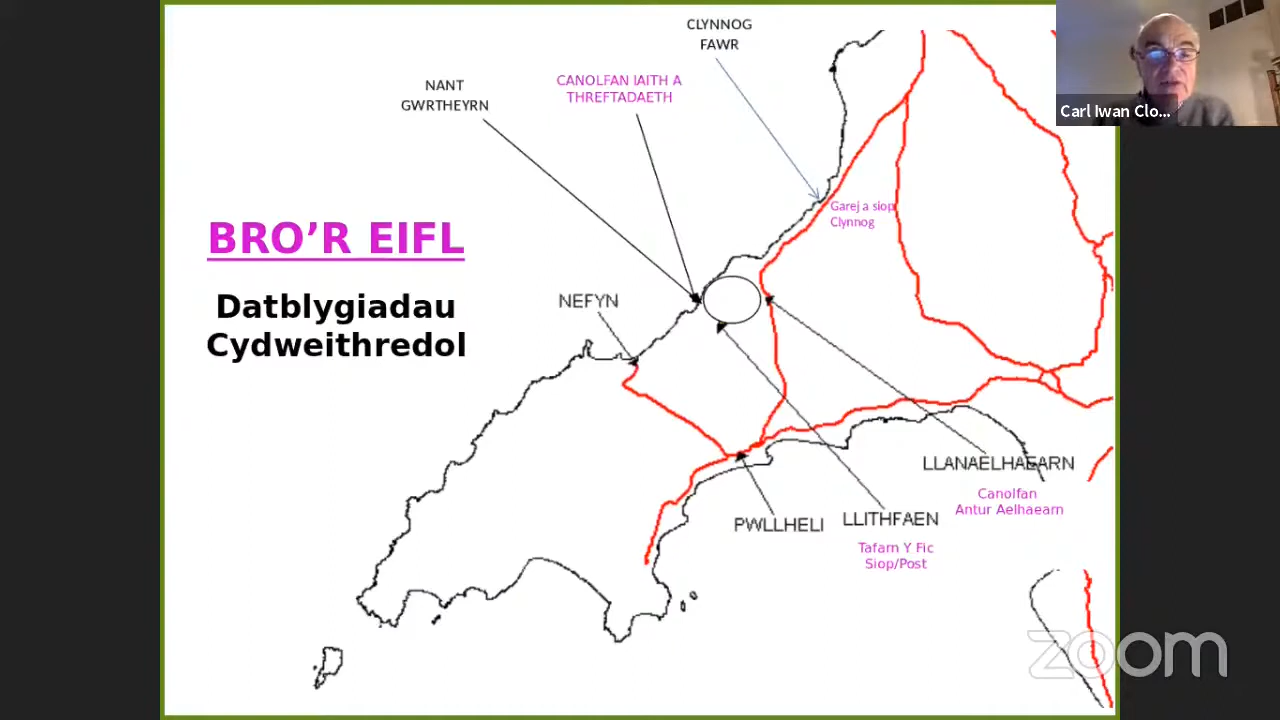 CLYNNOG
FAWR
Carl Iwan Clo...
NANT
GWRTHEYRN
CANOLFAN IAITH A
THREFTADAETH
Garej a siop
Clynnog
BRO’R EIFL
Datblygiadau
Cydweithredol
NEFYN
LLANAELHAEARN
Canolfan
Antur Aelhaearn
PWLLHELI
LLITHFAEN
Tafarn Y Fic
Siop/Post
zoom